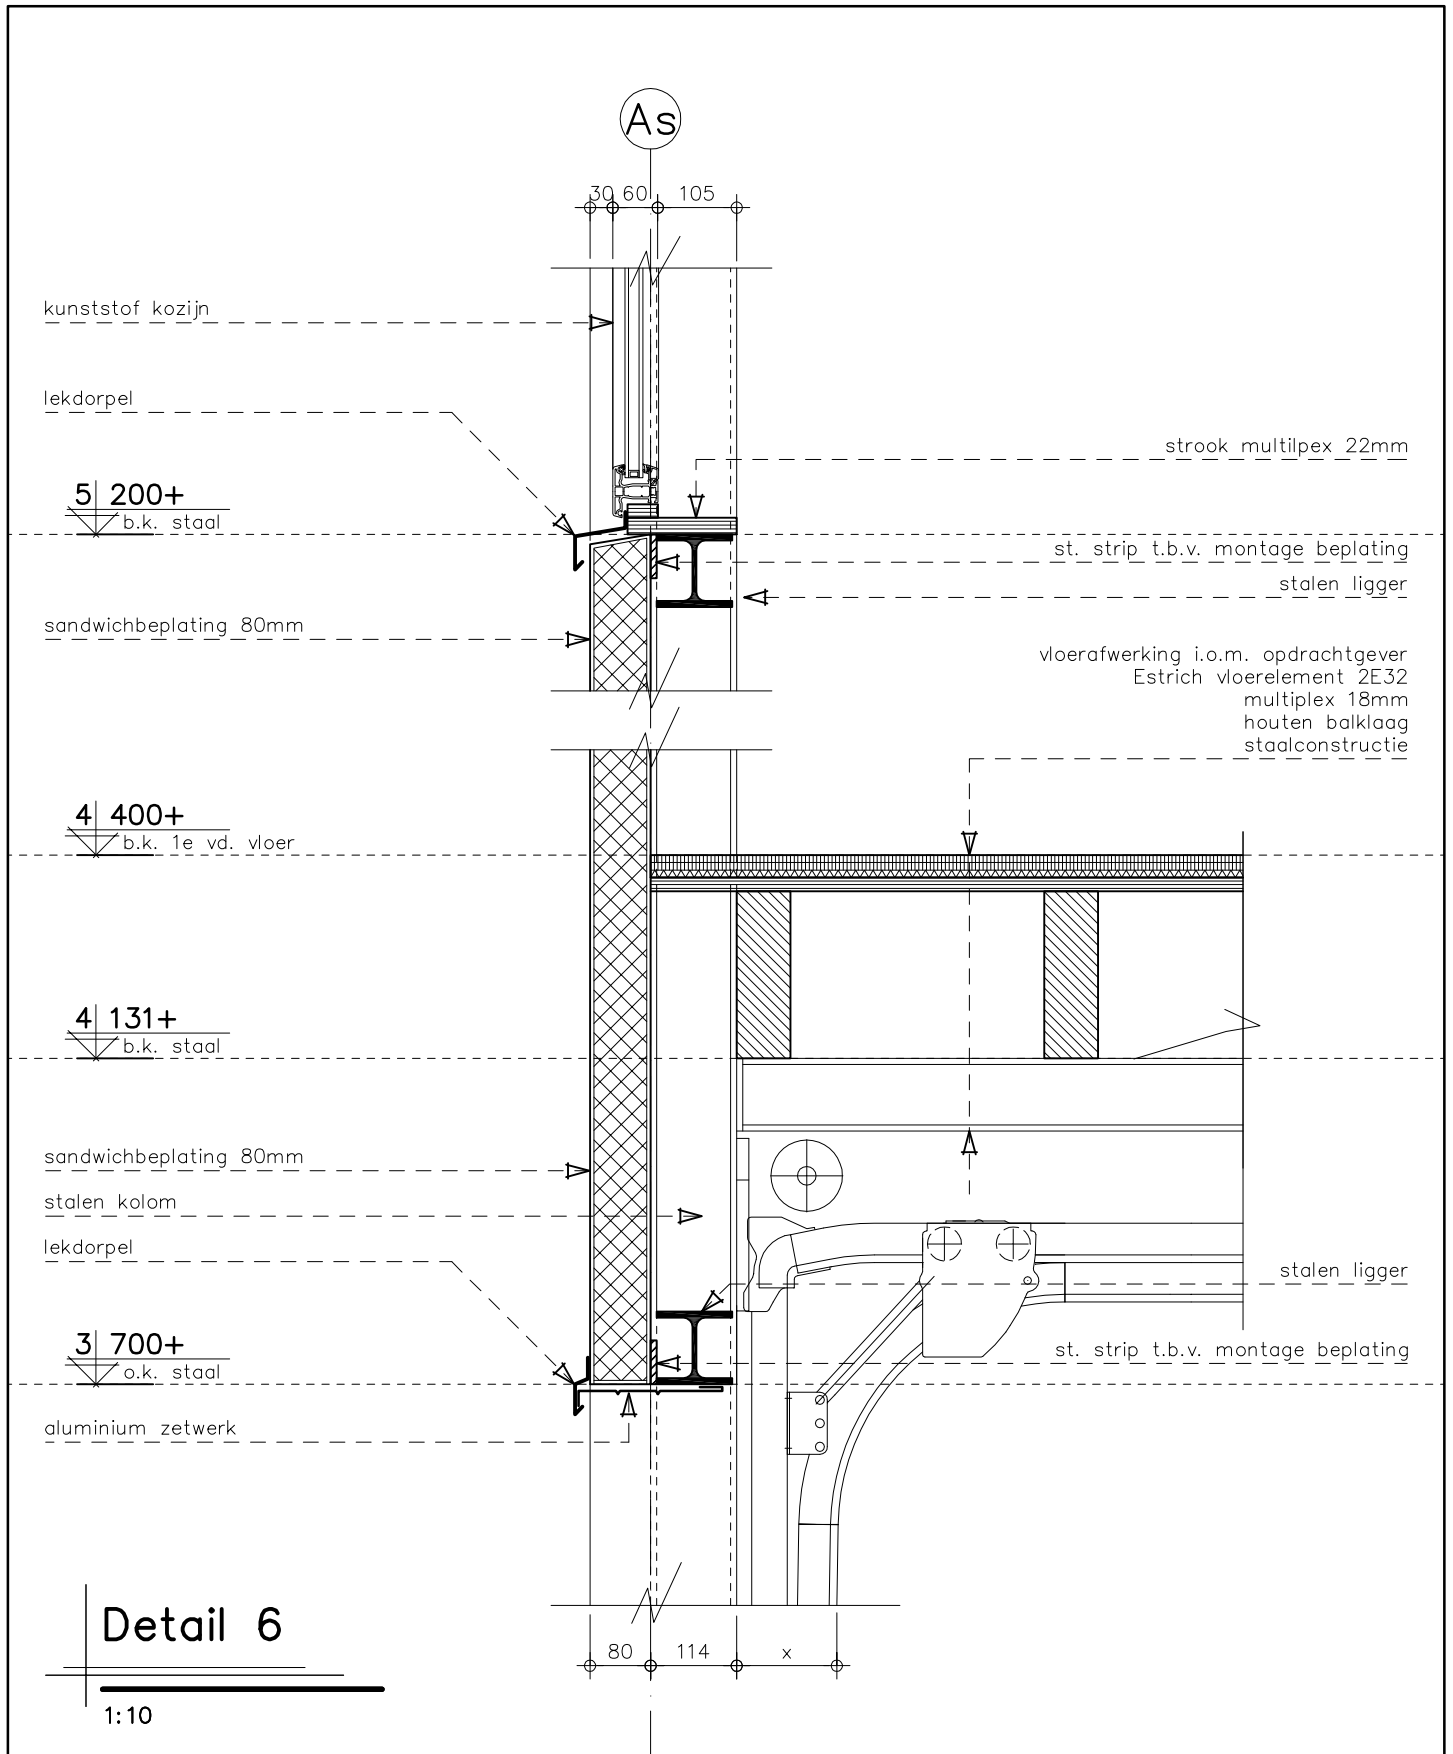 As
30 60 105
kunststof kozijn
lekdorpel
strook multilpex 22mm
5 200+
b.k. staal
st. strip t.b.v. montage beplating
stalen ligger
sandwichbeplating 80mm
vloerafwerking i.o.m. opdrachtgever
Estrich vloerelement 2E32
multiplex 18mm
houten balklaag
staalconstructie
4 400+
b.k. 1e vd. vloer
4 131+
b.k. staal
sandwichbeplating 80mm
stalen kolom
lekdorpel
stalen ligger
3 700+
o.k. staal
st. strip t.b.v. montage beplating
aluminium zetwerk
Detail 6
80 114 x
1:10